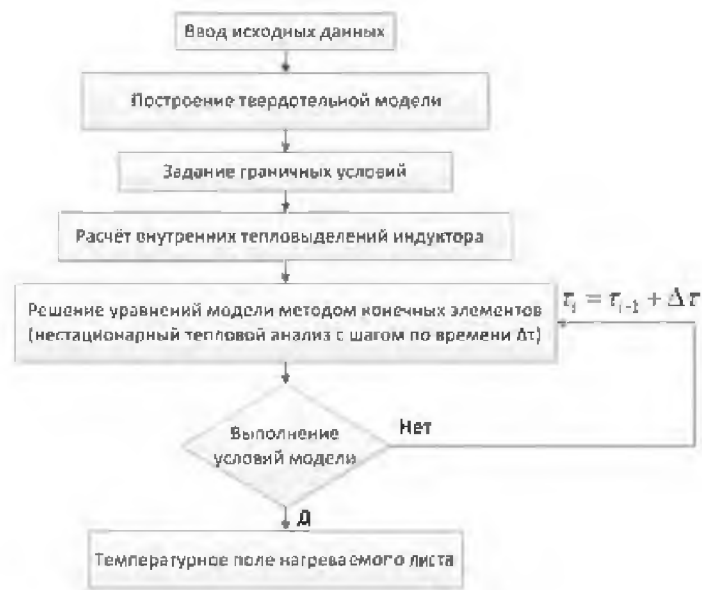 Ввод исходных данных
Построение твердотельной модели
Задание граничных условий
Расчёт внутренних тепловыделений индуктора
Решение уравнений модели методом конечных элементов
(нестационарный тепловой анализ с шагом по времени Δτ)
τᵢ = τᵢ₋₁ + Δτ
Выполнение
условий модели
Нет
Д
Температурное поле нагреваемого листа